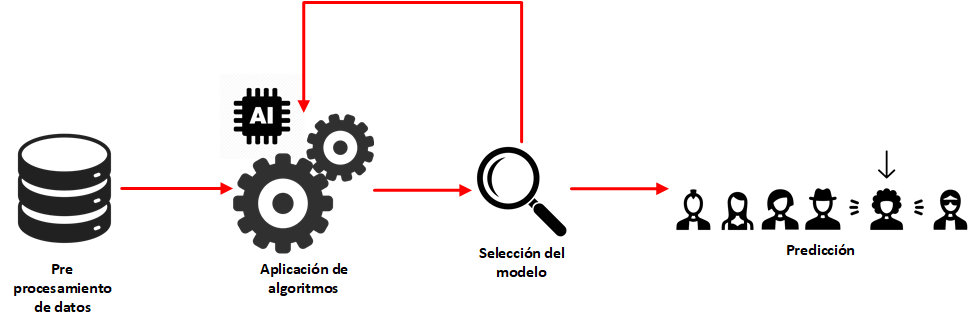 AI
Pre
procesamiento
de datos
Aplicación de
algoritmos
Selección del
modelo
Predicción